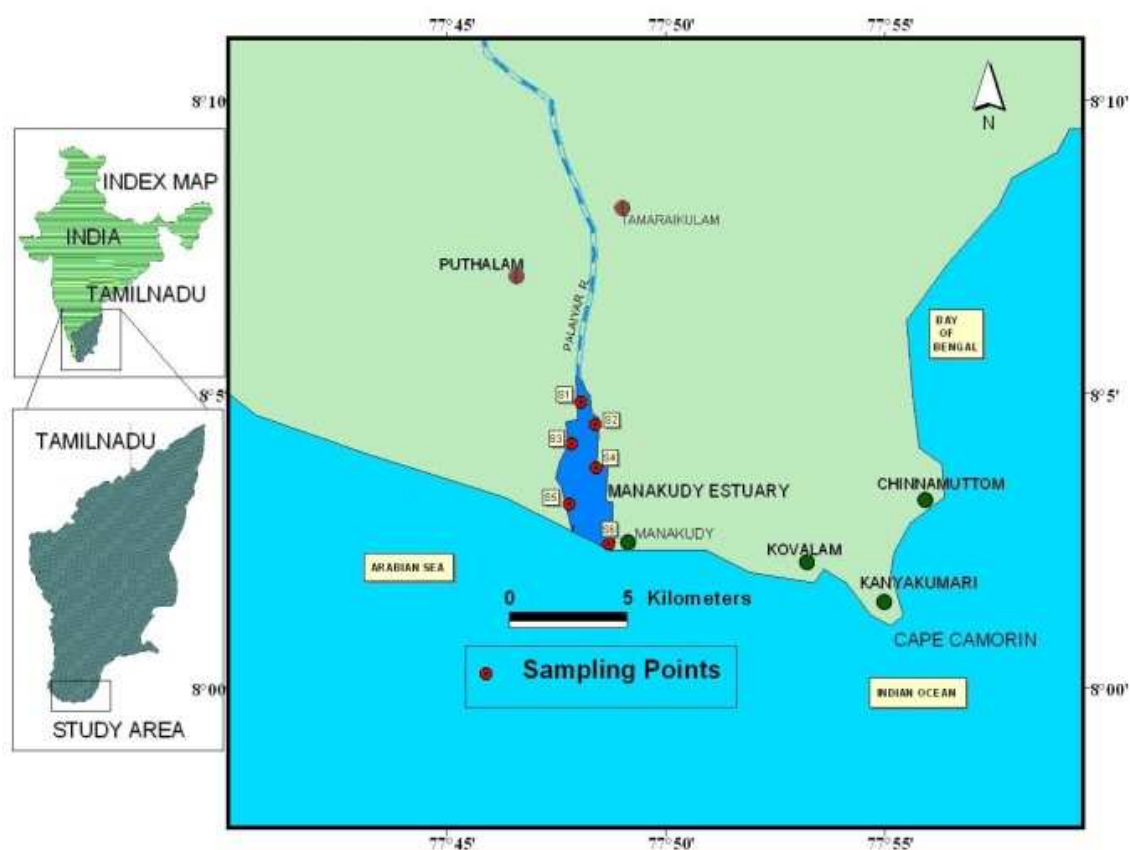 77°45'
77°50'
77°55'
8°10'
8°10'
N
INDEX MAP
INDIA
TAMILNADU
TAMARAIKULAM
PUTHALAM
PALAIYAR R.
BAY
OF
BENGAL
8°5'
8°5'
S1
S2
S3
S4
S5
S6
MANAKUDY ESTUARY
MANAKUDY
CHINNAMUTTOM
KOVALAM
KANYAKUMARI
CAPE CAMORIN
ARABIAN SEA
0 5 Kilometers
Sampling Points
INDIAN OCEAN
8°00'
8°00'
TAMILNADU
STUDY AREA
77°45'
77°50'
77°55'